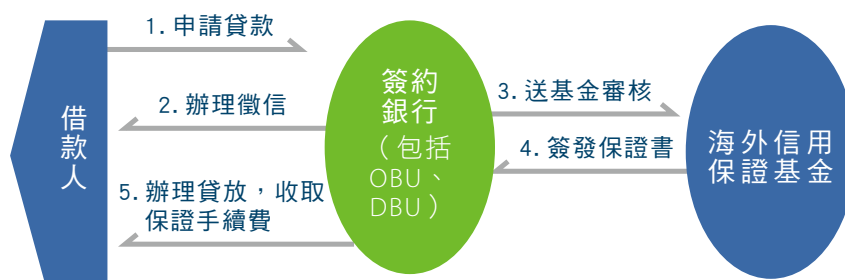 借款人
1.申請貸款
2.辦理徵信
5.辦理貸放，收取
保證手續費
簽約
銀行
（包括
OBU、
DBU）
3.送基金審核
4.簽發保證書
海外信用
保證基金